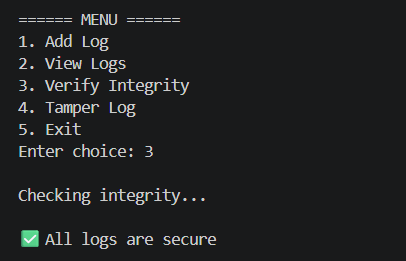 ====== MENU ======
1. Add Log
2. View Logs
3. Verify Integrity
4. Tamper Log
5. Exit
Enter choice: 3
Checking integrity...
✅ All logs are secure